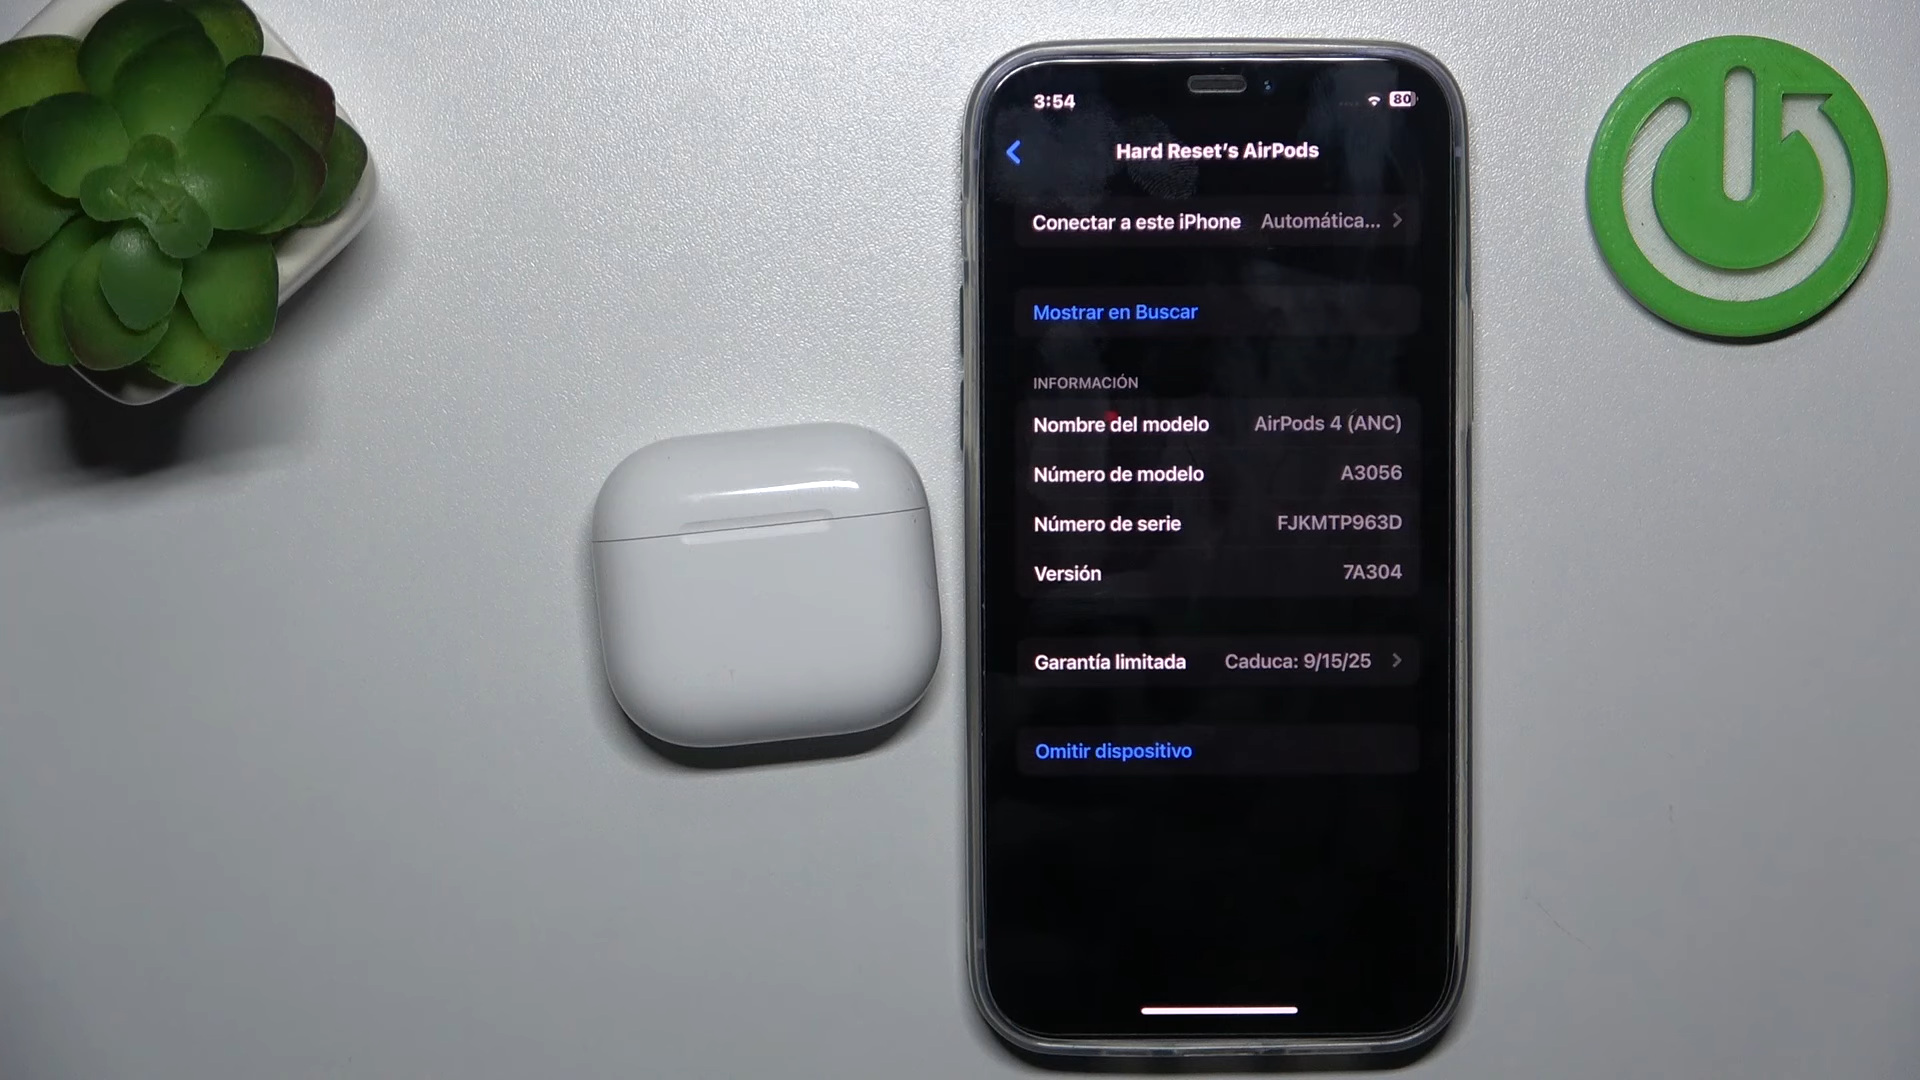 3:54
80
Hard Reset's AirPods
Conectar a este iPhone Automática...
Mostrar en Buscar
INFORMACIÓN
Nombre del modelo AirPods 4 (ANC)
Número de modelo A3056
Número de serie FJKMTP963D
Versión 7A304
Garantía limitada Caduca: 9/15/25
Omitir dispositivo